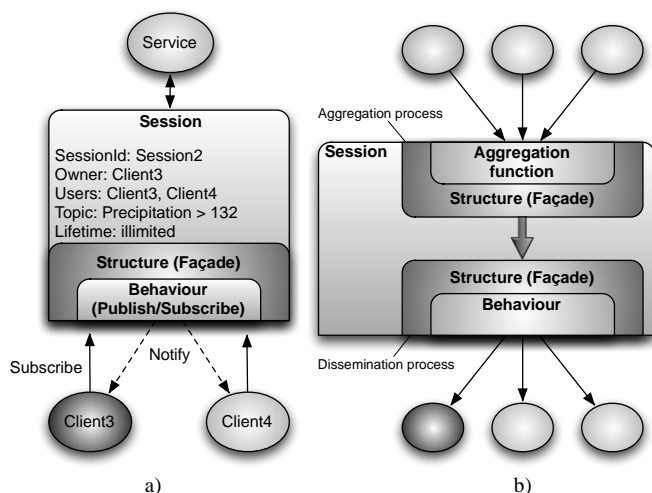 Service
Session
SessionId: Session2
Owner: Client3
Users: Client3, Client4
Topic: Precipitation > 132
Lifetime: illimited
Structure (Façade)
Behaviour
(Publish/Subscribe)
Subscribe
Notify
Client3
Client4
a)
Aggregation process
Session
Aggregation
function
Structure (Façade)
Structure (Façade)
Behaviour
Dissemination process
b)